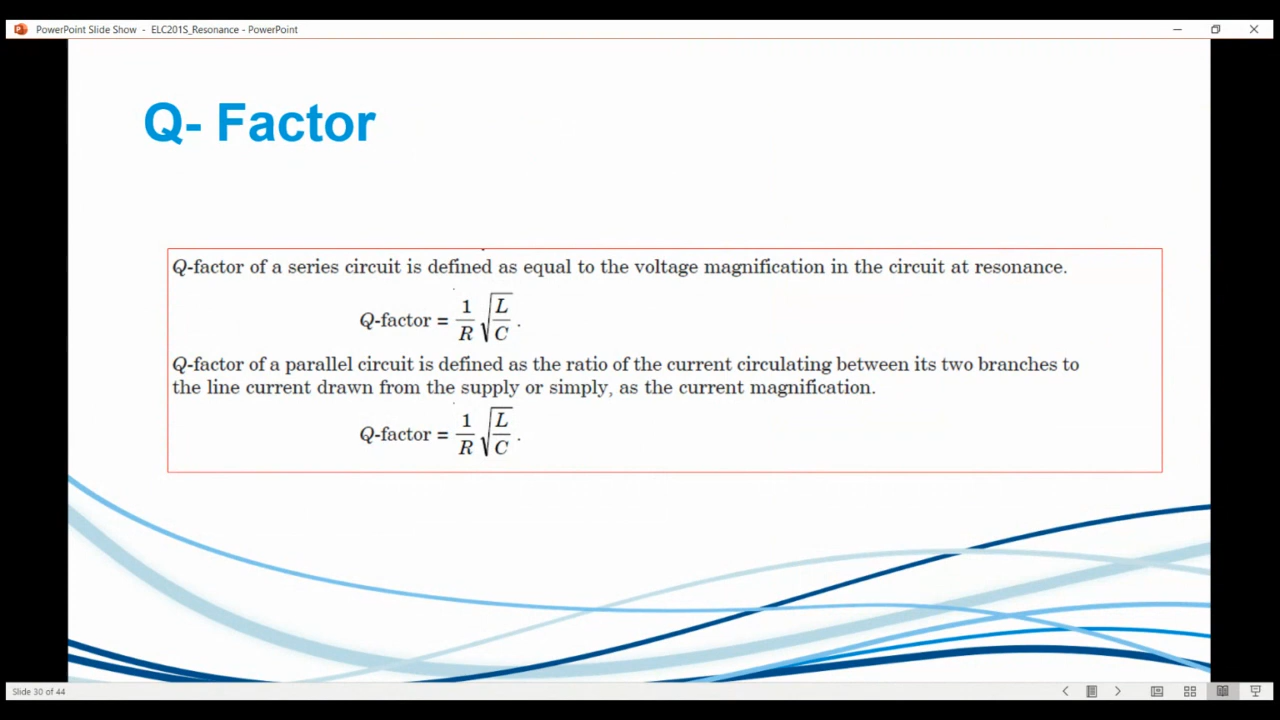 PowerPoint Slide Show - ELC201S_Resonance - PowerPoint
Q- Factor
Q-factor of a series circuit is defined as equal to the voltage magnification in the circuit at resonance.
Q-factor = 1/R √(L/C) .
Q-factor of a parallel circuit is defined as the ratio of the current circulating between its two branches to
the line current drawn from the supply or simply, as the current magnification.
Q-factor = 1/R √(L/C) .
Slide 30 of 44